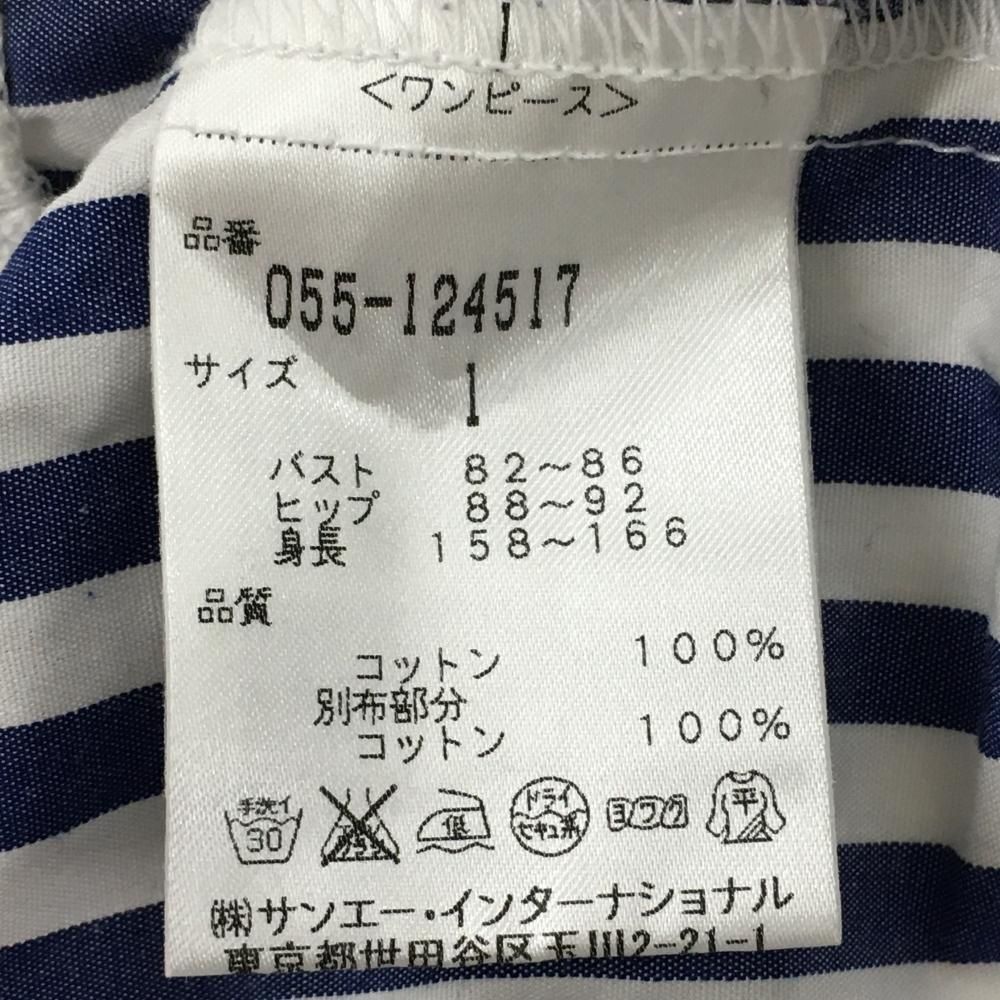 <ワンピース>
品番
055-124517
サイズ
1
バスト 82～86
ヒップ 88～92
身長 158～166
品質
コットン 100%
別布部分
コットン 100%
手洗イ 30 低 ドライ セキユ系 ヨワク 平
㈱サンエー・インターナショナル
東京都世田谷区玉川2-21-1